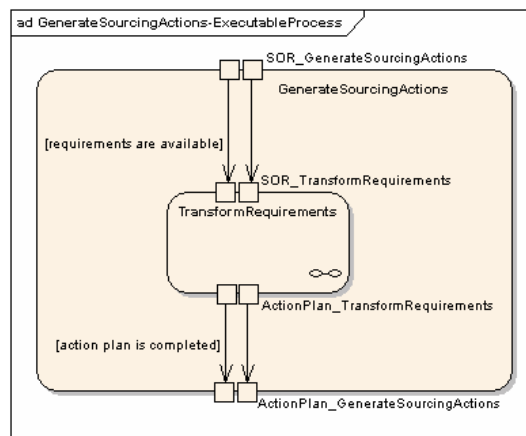 ad GenerateSourcingActions-ExecutableProcess
SOR_GenerateSourcingActions
GenerateSourcingActions
[requirements are available]
SOR_TransformRequirements
TransformRequirements
ActionPlan_TransformRequirements
[action plan is completed]
ActionPlan_GenerateSourcingActions